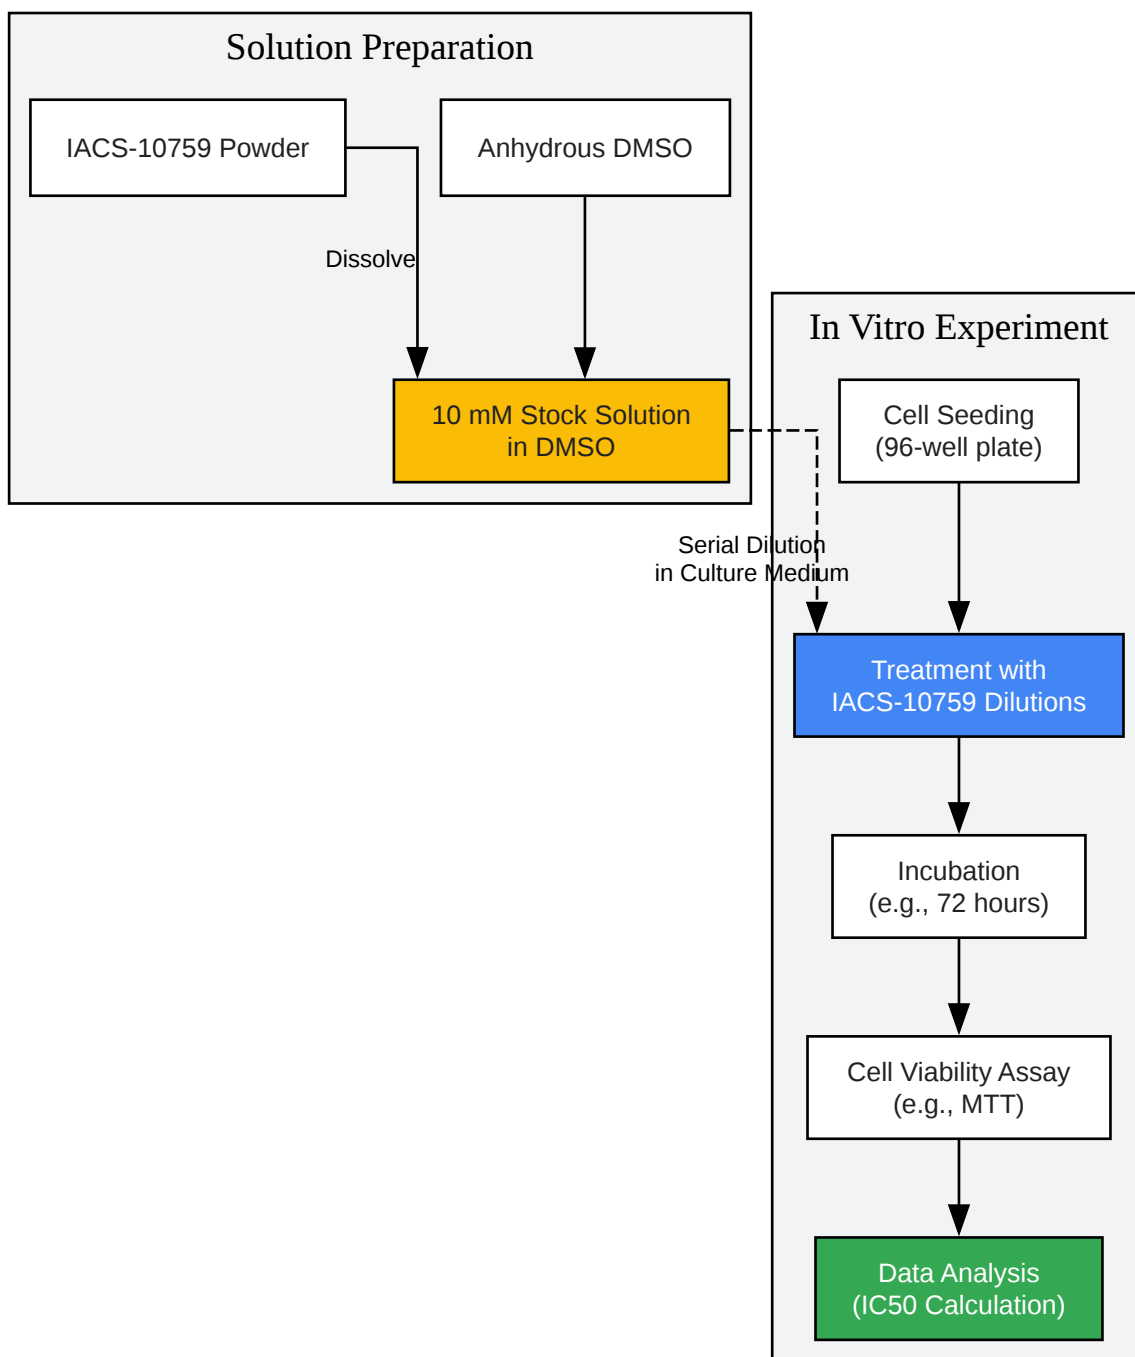 Solution Preparation
IACS-10759 Powder
Anhydrous DMSO
Dissolve
10 mM Stock Solution
in DMSO
In Vitro Experiment
Cell Seeding
(96-well plate)
Serial Dilution
in Culture Medium
Treatment with
IACS-10759 Dilutions
Incubation
(e.g., 72 hours)
Cell Viability Assay
(e.g., MTT)
Data Analysis
(IC50 Calculation)